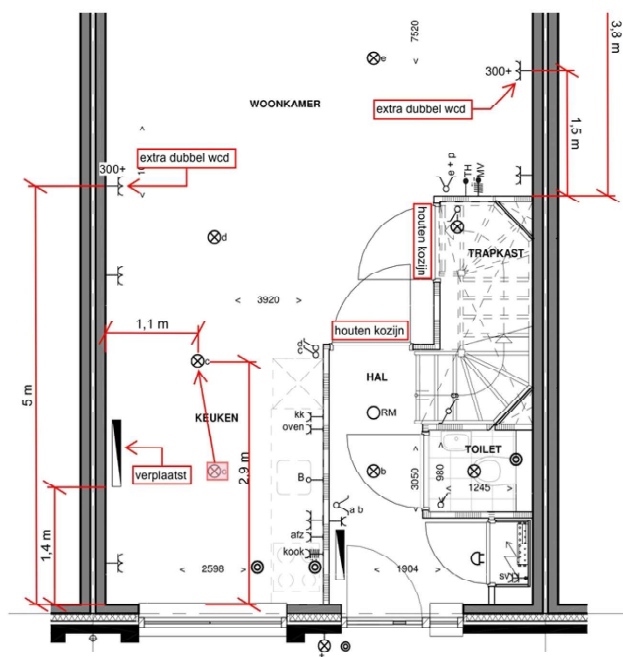 7520
3,8 m
e
300+
WOONKAMER
extra dubbel wcd
1,5 m
extra dubbel wcd
300+
e + p
TH
MV
houten kozijn
TRAPKAST
d
3920
1,1 m
houten kozijn
d
c
c
HAL
5 m
KEUKEN
kk
oven
RM
TOILET
verplaatst
2,9 m
B
b
3050
980
1245
1,4 m
a b
afz
kook
2598
1904